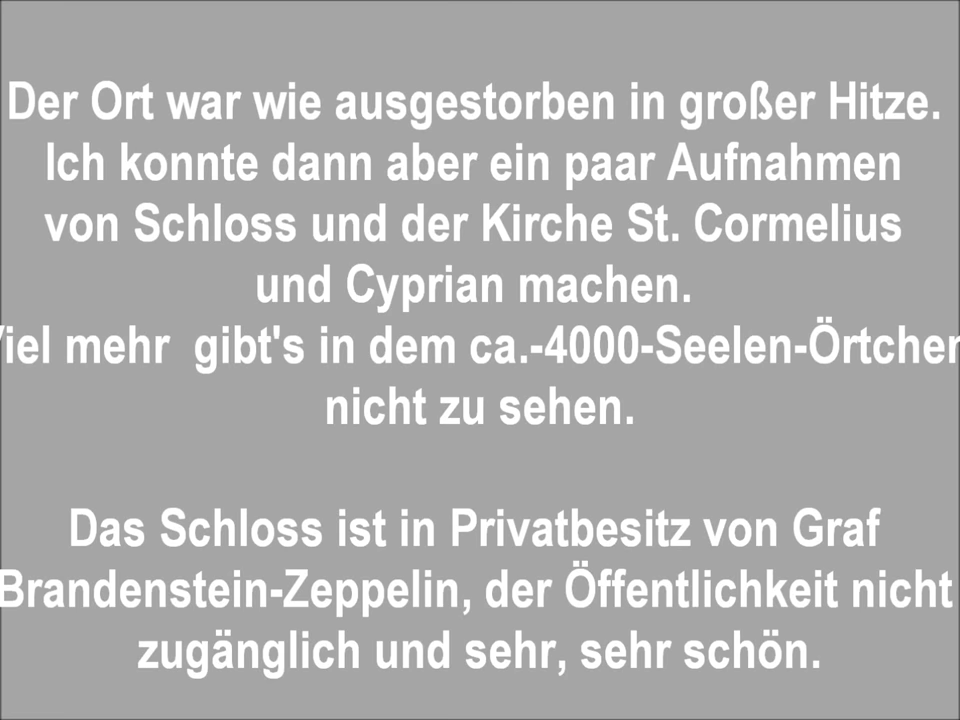 Der Ort war wie ausgestorben in großer Hitze.
Ich konnte dann aber ein paar Aufnahmen
von Schloss und der Kirche St. Cormelius
und Cyprian machen.
Viel mehr gibt's in dem ca.-4000-Seelen-Örtchen
nicht zu sehen.
Das Schloss ist in Privatbesitz von Graf
Brandenstein-Zeppelin, der Öffentlichkeit nicht
zugänglich und sehr, sehr schön.